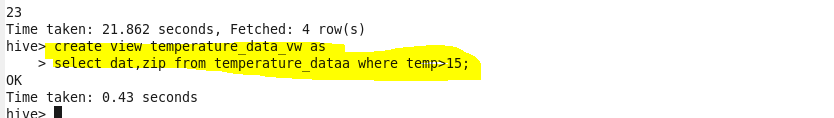 23
Time taken: 21.862 seconds, Fetched: 4 row(s)
hive> create view temperature_data_vw as
    > select dat,zip from temperature_dataa where temp>15;
OK
Time taken: 0.43 seconds
hive>